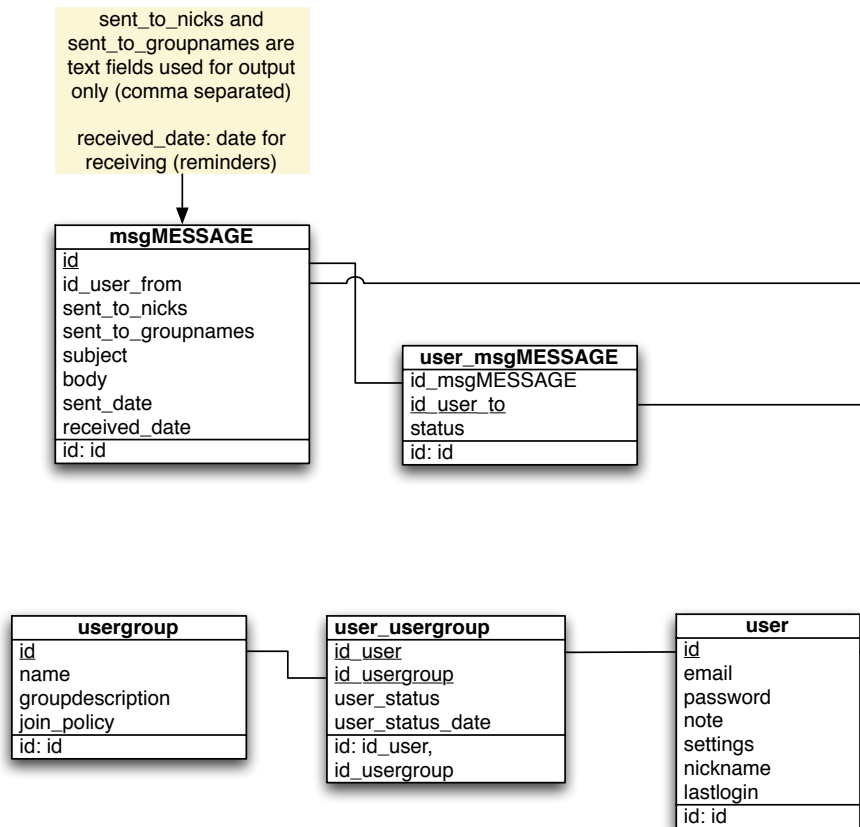 sent_to_nicks and
sent_to_groupnames are
text fields used for output
only (comma separated)
received_date: date for
receiving (reminders)
msgMESSAGE
id
id_user_from
sent_to_nicks
sent_to_groupnames
subject
body
sent_date
received_date
id: id
user_msgMESSAGE
id_msgMESSAGE
id_user_to
status
id: id
usergroup
id
name
groupdescription
join_policy
id: id
user_usergroup
id_user
id_usergroup
user_status
user_status_date
id: id_user,
id_usergroup
user
id
email
password
note
settings
nickname
lastlogin
id: id